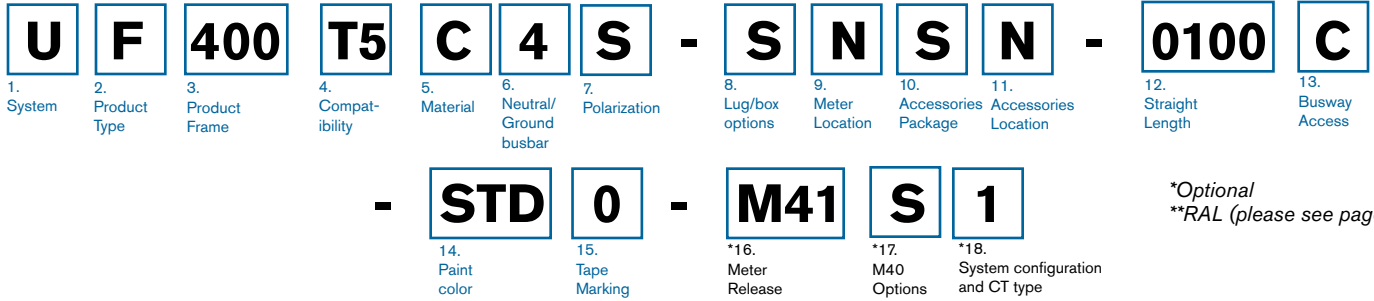 U F 400 T5 C 4 S - S N S N - 0100 C
1. System
2. Product Type
3. Product Frame
4. Compat-ibility
5. Material
6. Neutral/ Ground busbar
7. Polarization
8. Lug/box options
9. Meter Location
10. Accessories Package
11. Accessories Location
12. Straight Length
13. Busway Access
- STD 0 - M41 S 1
*Optional
**RAL (please see pag
14. Paint color
15. Tape Marking
*16. Meter Release
*17. M40 Options
*18. System configuration and CT type